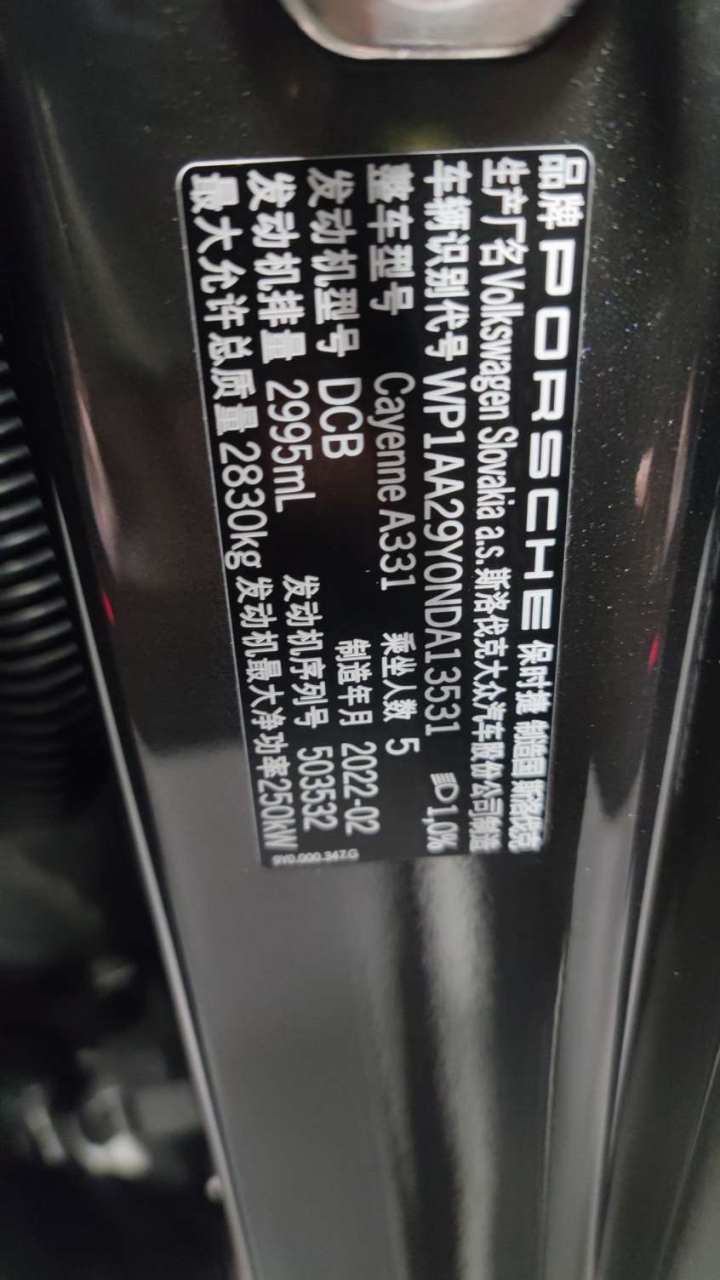 品牌 PORSCHE 保时捷 制造国 斯洛伐克
生产厂名 Volkswagen Slovakia a.s.斯洛伐克大众汽车股份公司制造
车辆识别代号 WP1AA29Y0NDA13531 1,0%
整车型号 Cayenne A331 乘坐人数 5
发动机型号 DCB 制造年月 2022-02
发动机排量 2995mL 发动机序列号 503532
最大允许总质量 2830kg 发动机最大净功率250kW
9Y0.000.347.G